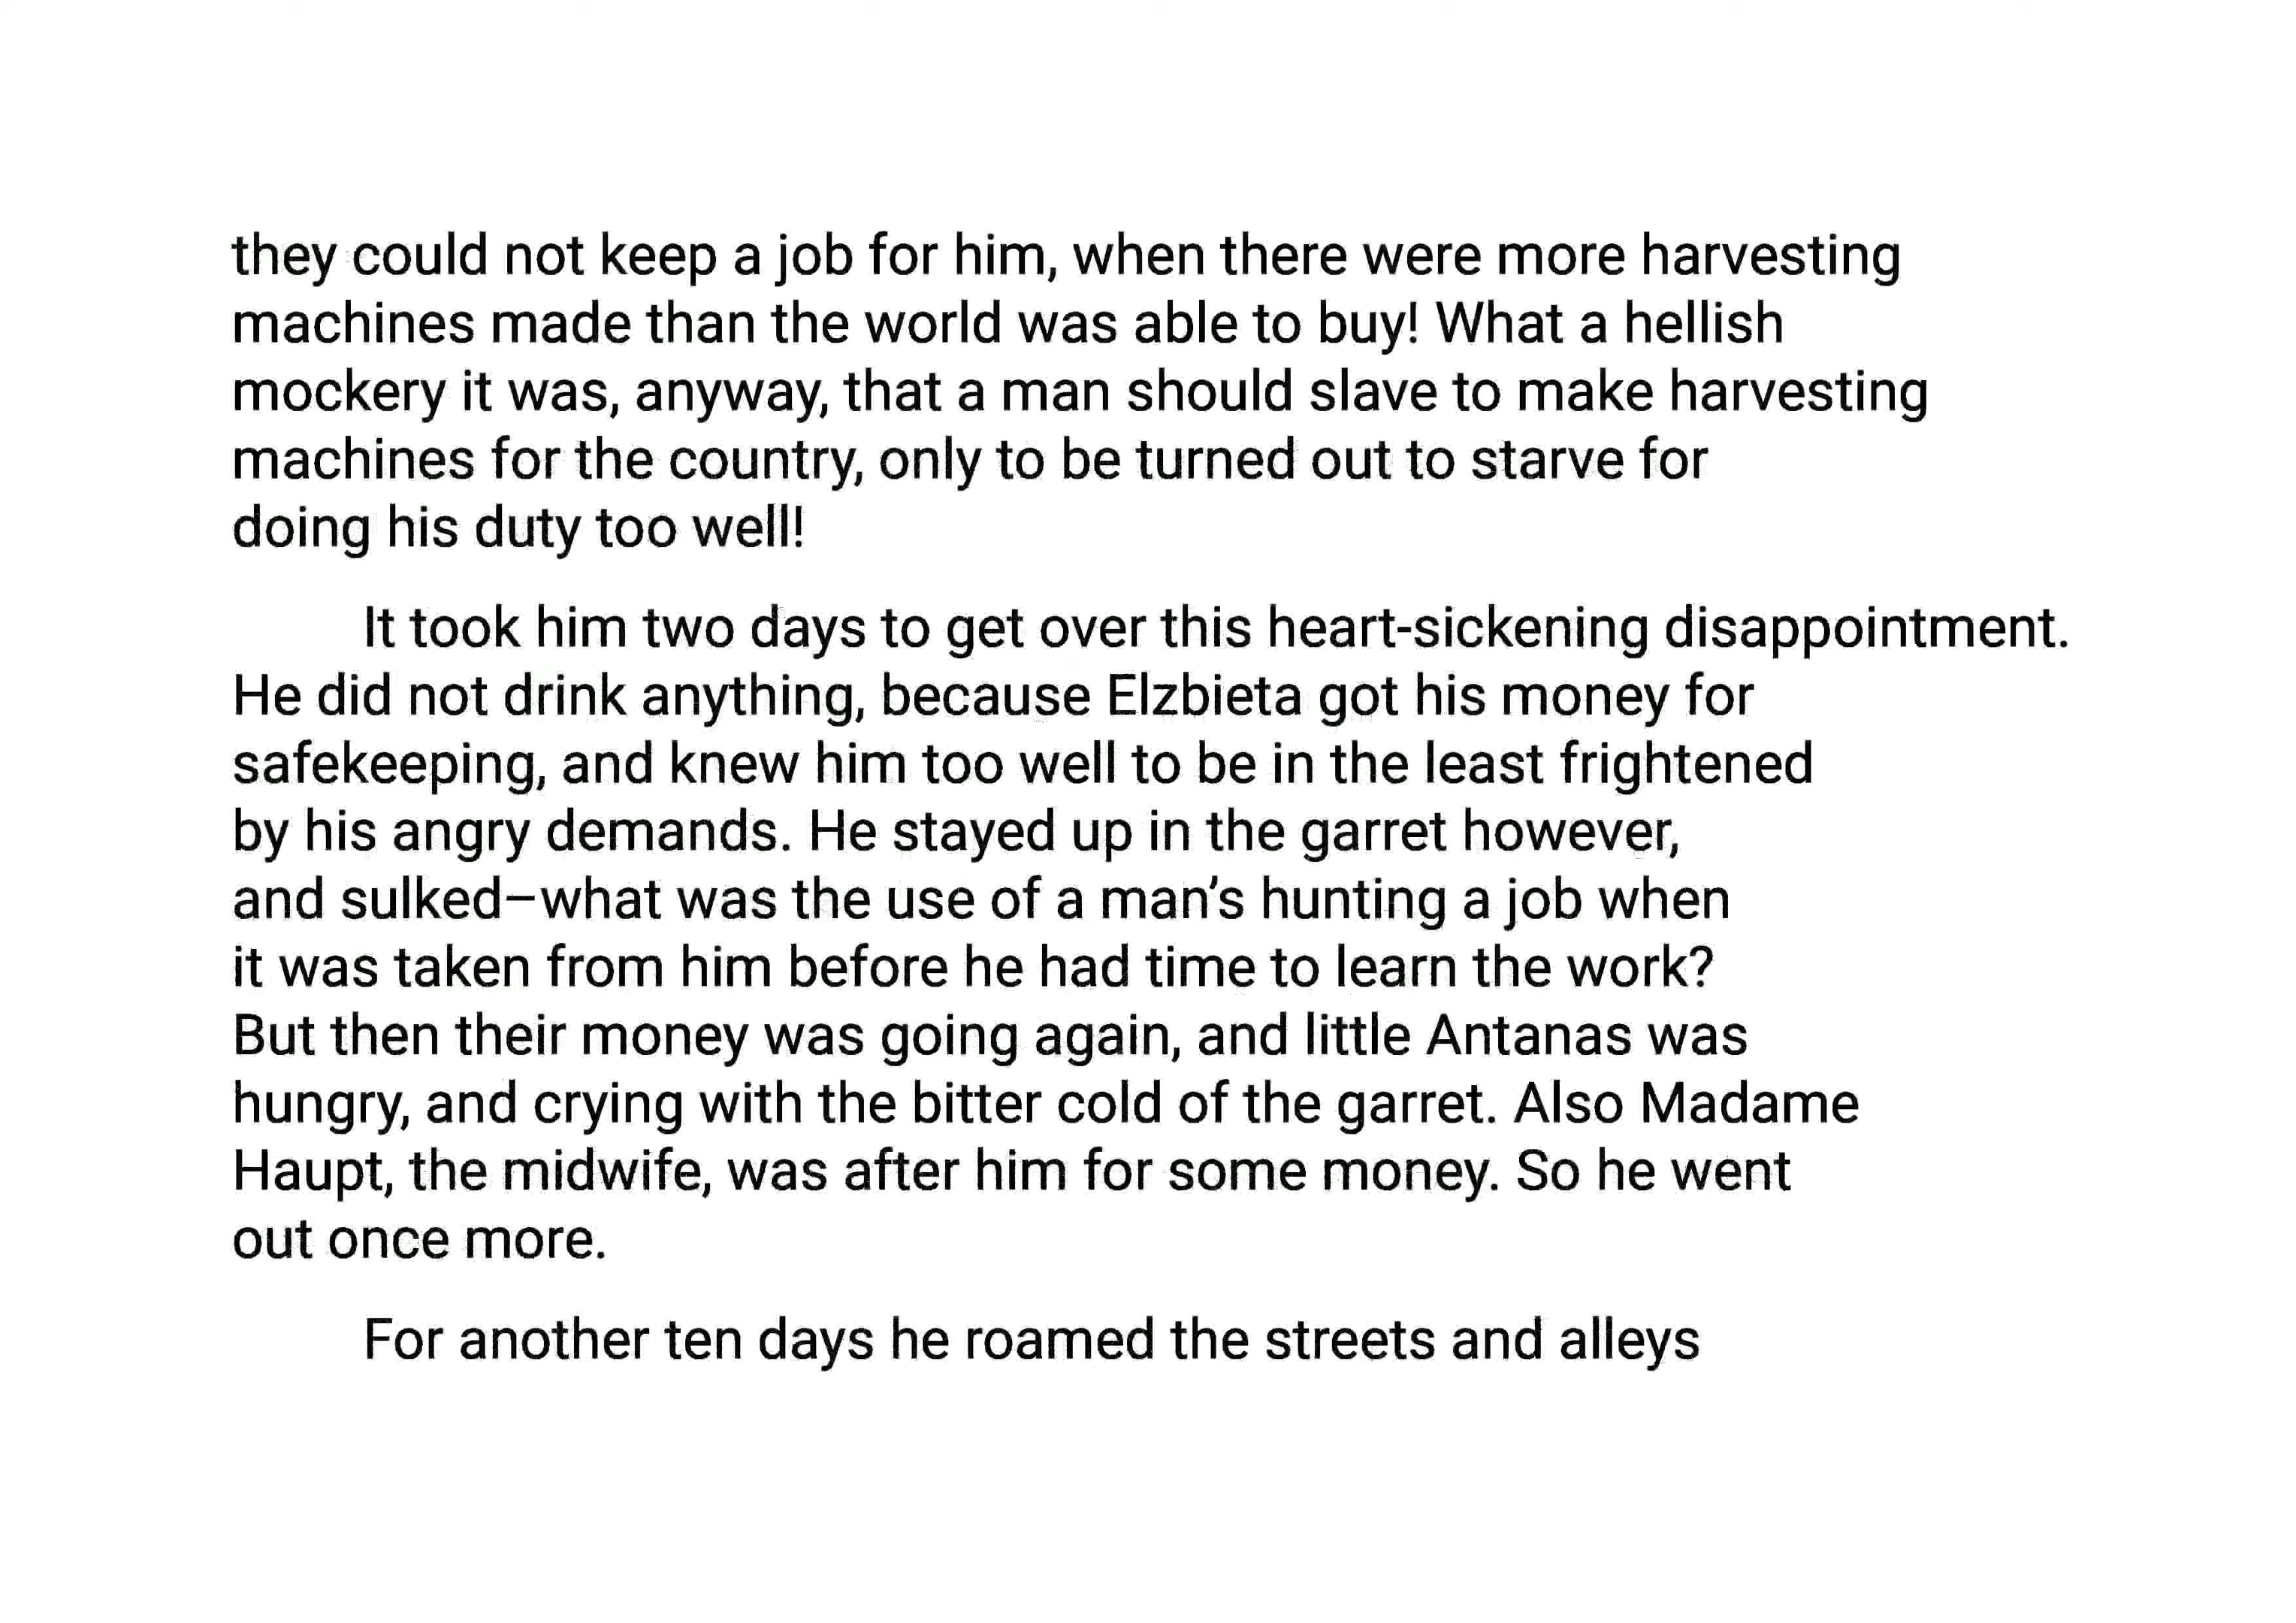 they could not keep a job for him, when there were more harvesting
machines made than the world was able to buy! What a hellish
mockery it was, anyway, that a man should slave to make harvesting
machines for the country, only to be turned out to starve for
doing his duty too well!
It took him two days to get over this heart-sickening disappointment.
He did not drink anything, because Elzbieta got his money for
safekeeping, and knew him too well to be in the least frightened
by his angry demands. He stayed up in the garret however,
and sulked–what was the use of a man’s hunting a job when
it was taken from him before he had time to learn the work?
But then their money was going again, and little Antanas was
hungry, and crying with the bitter cold of the garret. Also Madame
Haupt, the midwife, was after him for some money. So he went
out once more.
For another ten days he roamed the streets and alleys